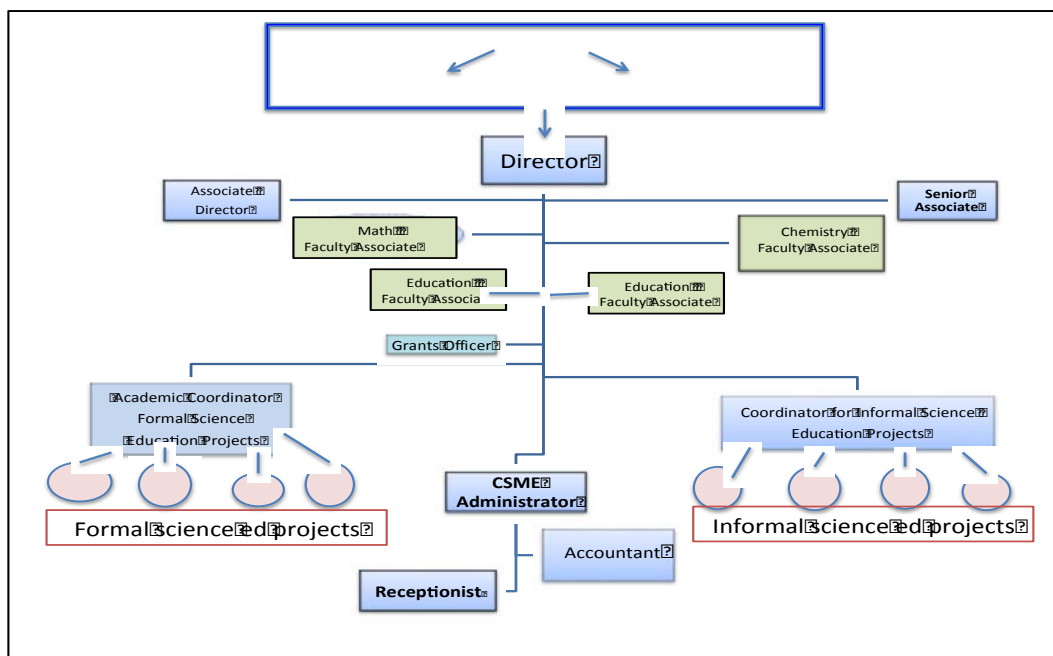 Director
Associate
Director
Senior
Associate
Math
Faculty Associate
Chemistry
Faculty Associate
Education
Faculty Associa
Education
Faculty Associate
Grants Officer
Academic Coordinator
Formal Science
Education Projects
Coordinator for Informal Science
Education Projects
CSME
Administrator
Formal science ed projects
Informal science ed projects
Accountant
Receptionist